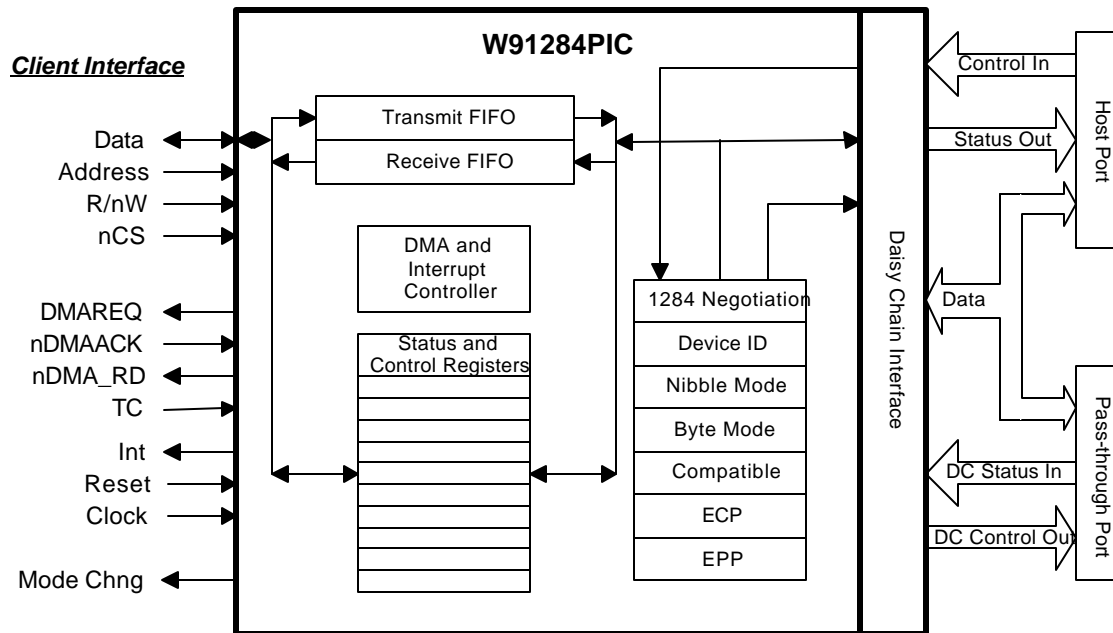 W91284PIC
Client Interface
Data
Address
R/nW
nCS
DMAREQ
nDMAACK
nDMA_RD
TC
Int
Reset
Clock
Mode Chng
Transmit FIFO
Receive FIFO
DMA and
Interrupt
Controller
Status and
Control Registers
1284 Negotiation
Device ID
Nibble Mode
Byte Mode
Compatible
ECP
EPP
Daisy Chain Interface
Control In
Status Out
Data
DC Status In
DC Control Out
Host Port
Pass-through Port